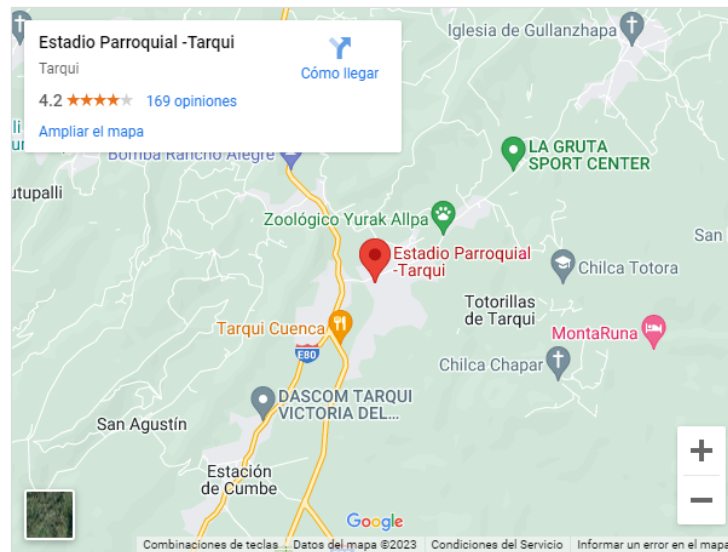 Estadio Parroquial -Tarqui
Tarqui
4.2
169 opiniones
Ampliar el mapa
Cómo llegar
Iglesia de Gullanzhapa
Bomba Rancho Alegre
utupalli
LA GRUTA
SPORT CENTER
Zoológico Yurak Allpa
San
Estadio Parroquial
-Tarqui
Chilca Totora
Totorillas
de Tarqui
Tarqui Cuenca
MontaRuna
E80
Chilca Chapar
DASCOM TARQUI
VICTORIA DEL...
San Agustín
Estación
de Cumbe
Google
Combinaciones de teclas Datos del mapa ©2023 Condiciones del Servicio Informar un error en el mapa